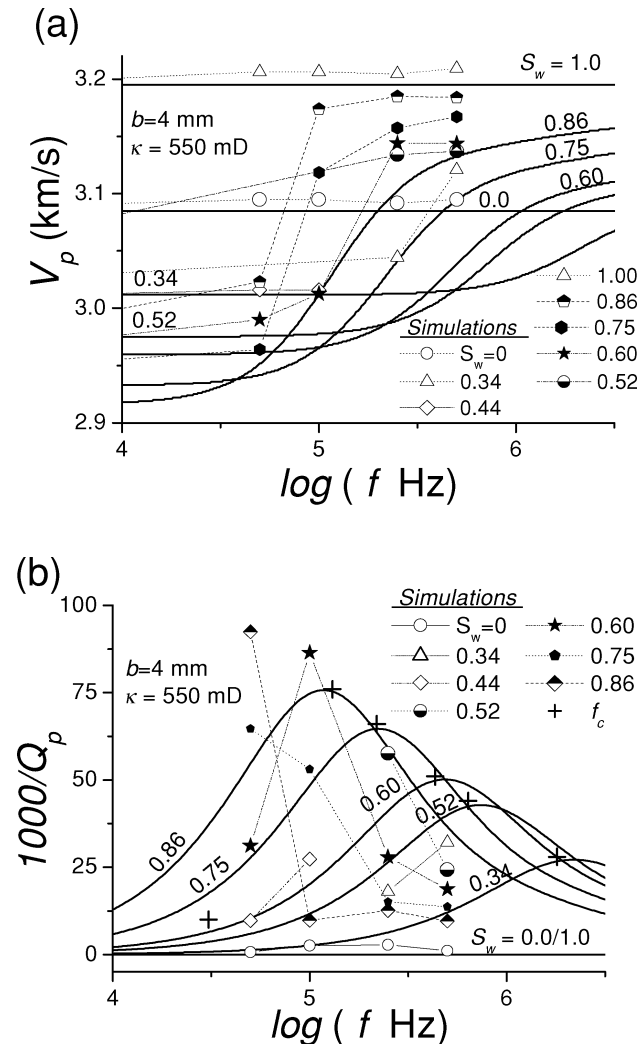 (a)
3.2
3.1
3.0
2.9
V_p (km/s)
b=4 mm
κ = 550 mD
S_w = 1.0
0.86
0.75
0.60
0.0
0.34
0.52
Simulations
S_w=0
0.34
0.44
1.00
0.86
0.75
0.60
0.52
4 5 6
log ( f Hz)
(b)
100
75
50
25
0
1000/Q_p
b=4 mm
κ = 550 mD
Simulations
S_w=0
0.34
0.44
0.52
0.60
0.75
0.86
f_c
0.86
0.75
0.60
0.52
0.34
S_w = 0.0/1.0
4 5 6
log ( f Hz)